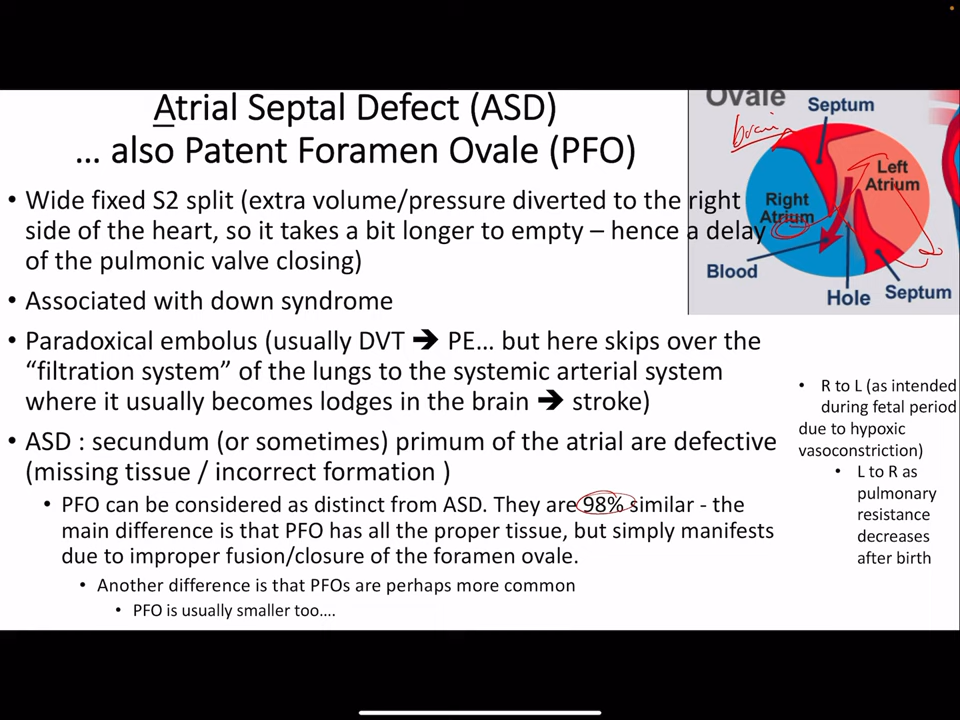 Atrial Septal Defect (ASD)
... also Patent Foramen Ovale (PFO)
• Wide fixed S2 split (extra volume/pressure diverted to the right
side of the heart, so it takes a bit longer to empty – hence a delay
of the pulmonic valve closing)
• Associated with down syndrome
• Paradoxical embolus (usually DVT ➔ PE... but here skips over the
“filtration system” of the lungs to the systemic arterial system
where it usually becomes lodges in the brain ➔ stroke)
• ASD : secundum (or sometimes) primum of the atrial are defective
(missing tissue / incorrect formation )
• PFO can be considered as distinct from ASD. They are 98% similar - the
main difference is that PFO has all the proper tissue, but simply manifests
due to improper fusion/closure of the foramen ovale.
• Another difference is that PFOs are perhaps more common
• PFO is usually smaller too....
Ovale
Septum
brain
Left
Atrium
Right
Atrium
Blood
Hole
Septum
• R to L (as intended
during fetal period
due to hypoxic
vasoconstriction)
• L to R as
pulmonary
resistance
decreases
after birth